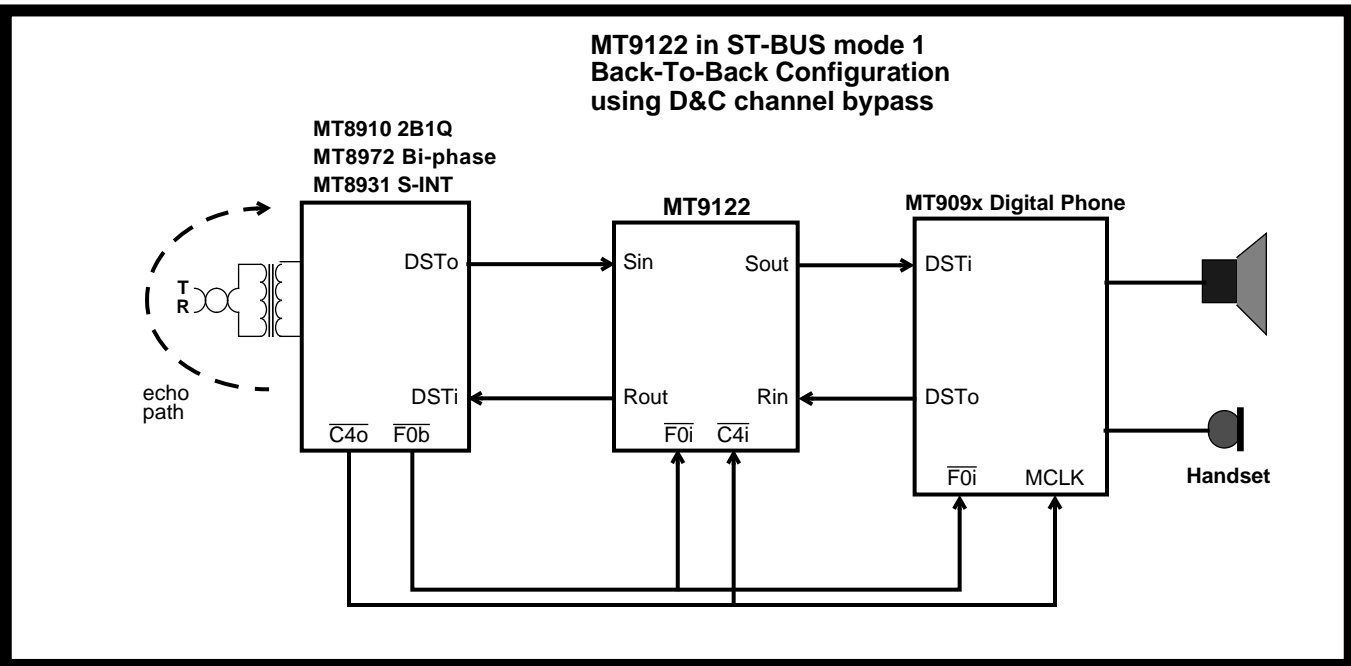 MT9122 in ST-BUS mode 1
Back-To-Back Configuration
using D&C channel bypass
MT8910 2B1Q
MT8972 Bi-phase
MT8931 S-INT
MT9122
MT909x Digital Phone
DSTo
Sin
Sout
DSTi
T
R
echo
path
DSTi
Rout
Rin
DSTo
C4o
F0b
F0i
C4i
F0i
MCLK
Handset